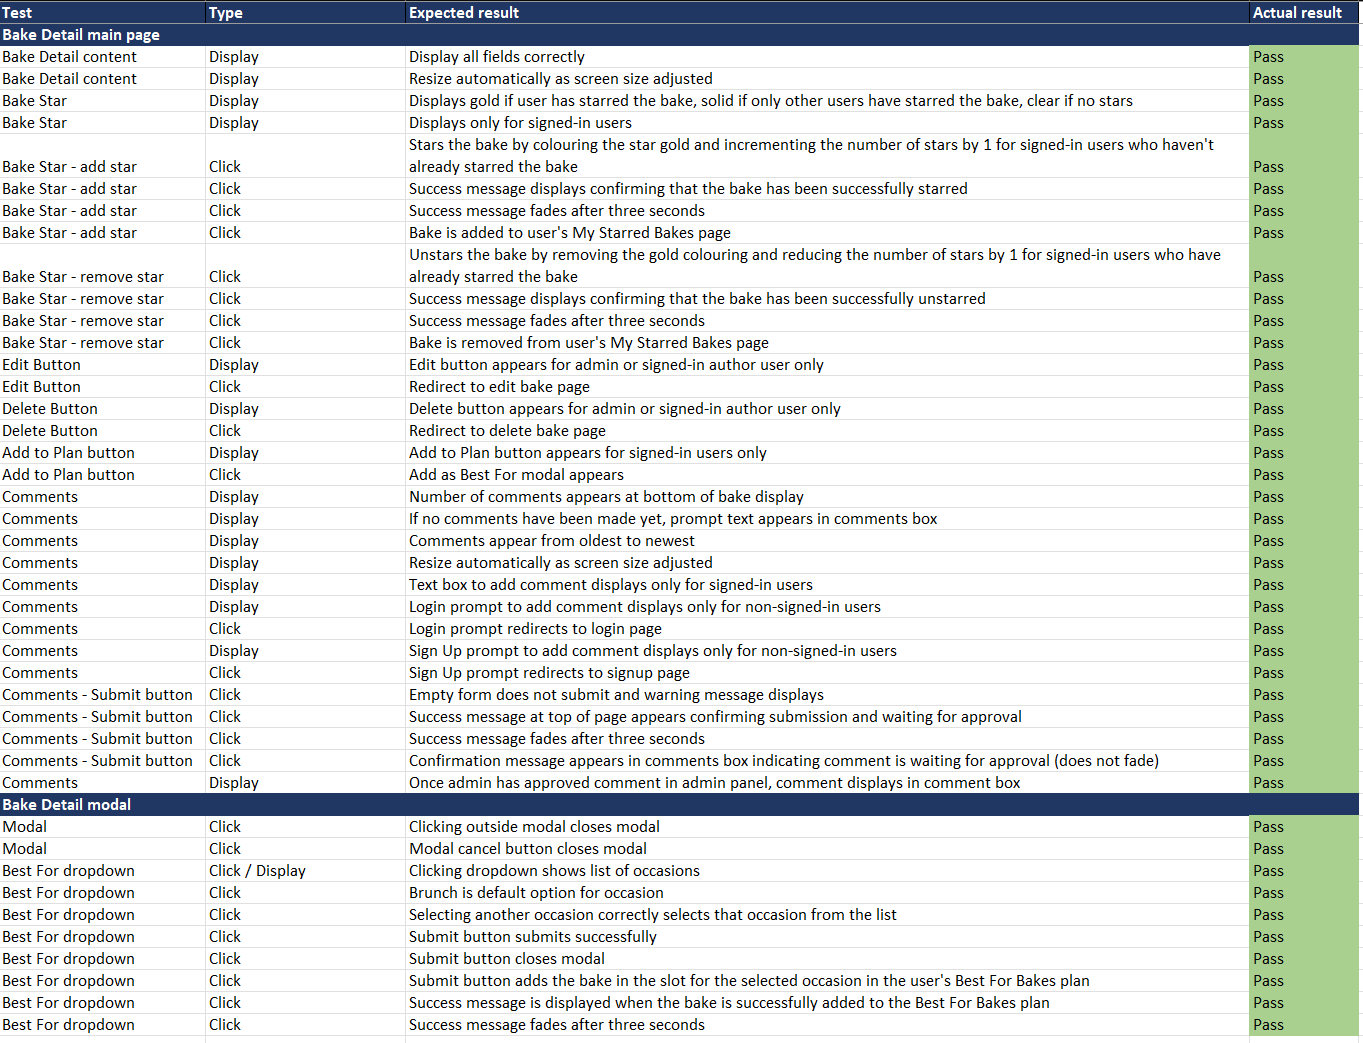 Test Type Expected result Actual result
Bake Detail main page
Bake Detail content Display Display all fields correctly Pass
Bake Detail content Display Resize automatically as screen size adjusted Pass
Bake Star Display Displays gold if user has starred the bake, solid if only other users have starred the bake, clear if no stars Pass
Bake Star Display Displays only for signed-in users Pass
Stars the bake by colouring the star gold and incrementing the number of stars by 1 for signed-in users who haven't
Bake Star - add star Click already starred the bake Pass
Bake Star - add star Click Success message displays confirming that the bake has been successfully starred Pass
Bake Star - add star Click Success message fades after three seconds Pass
Bake Star - add star Click Bake is added to user's My Starred Bakes page Pass
Unstars the bake by removing the gold colouring and reducing the number of stars by 1 for signed-in users who have
Bake Star - remove star Click already starred the bake Pass
Bake Star - remove star Click Success message displays confirming that the bake has been successfully unstarred Pass
Bake Star - remove star Click Success message fades after three seconds Pass
Bake Star - remove star Click Bake is removed from user's My Starred Bakes page Pass
Edit Button Display Edit button appears for admin or signed-in author user only Pass
Edit Button Click Redirect to edit bake page Pass
Delete Button Display Delete button appears for admin or signed-in author user only Pass
Delete Button Click Redirect to delete bake page Pass
Add to Plan button Display Add to Plan button appears for signed-in users only Pass
Add to Plan button Click Add as Best For modal appears Pass
Comments Display Number of comments appears at bottom of bake display Pass
Comments Display If no comments have been made yet, prompt text appears in comments box Pass
Comments Display Comments appear from oldest to newest Pass
Comments Display Resize automatically as screen size adjusted Pass
Comments Display Text box to add comment displays only for signed-in users Pass
Comments Display Login prompt to add comment displays only for non-signed-in users Pass
Comments Click Login prompt redirects to login page Pass
Comments Display Sign Up prompt to add comment displays only for non-signed-in users Pass
Comments Click Sign Up prompt redirects to signup page Pass
Comments - Submit button Click Empty form does not submit and warning message displays Pass
Comments - Submit button Click Success message at top of page appears confirming submission and waiting for approval Pass
Comments - Submit button Click Success message fades after three seconds Pass
Comments - Submit button Click Confirmation message appears in comments box indicating comment is waiting for approval (does not fade) Pass
Comments Display Once admin has approved comment in admin panel, comment displays in comment box Pass
Bake Detail modal
Modal Click Clicking outside modal closes modal Pass
Modal Click Modal cancel button closes modal Pass
Best For dropdown Click / Display Clicking dropdown shows list of occasions Pass
Best For dropdown Click Brunch is default option for occasion Pass
Best For dropdown Click Selecting another occasion correctly selects that occasion from the list Pass
Best For dropdown Click Submit button submits successfully Pass
Best For dropdown Click Submit button closes modal Pass
Best For dropdown Click Submit button adds the bake in the slot for the selected occasion in the user's Best For Bakes plan Pass
Best For dropdown Click Success message is displayed when the bake is successfully added to the Best For Bakes plan Pass
Best For dropdown Click Success message fades after three seconds Pass